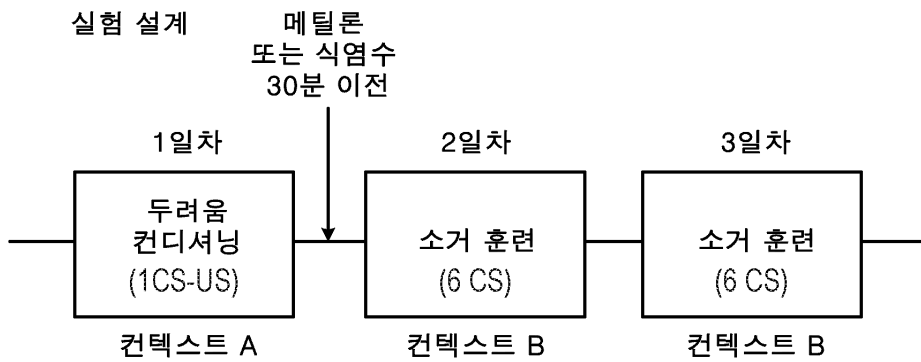 실험 설계
메틸론
또는 식염수
30분 이전
1일차
2일차
3일차
두려움
컨디셔닝
(1CS-US)
소거 훈련
(6 CS)
소거 훈련
(6 CS)
컨텍스트 A
컨텍스트 B
컨텍스트 B